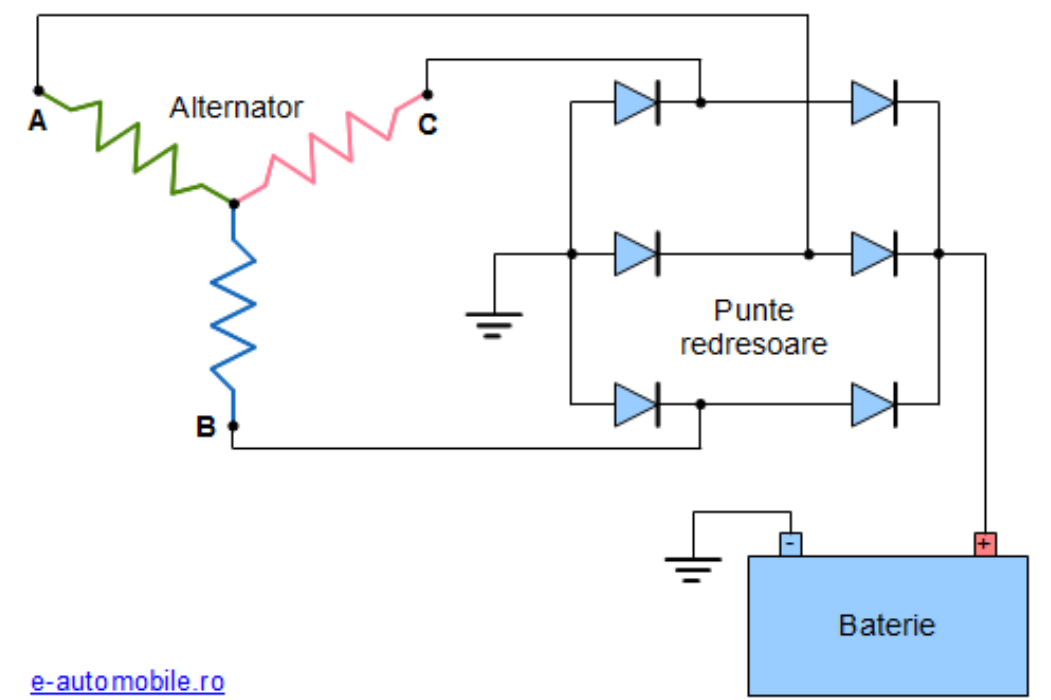 A
Alternator
C
Punte
redresoare
B
-
+
Baterie
e-automobile.ro